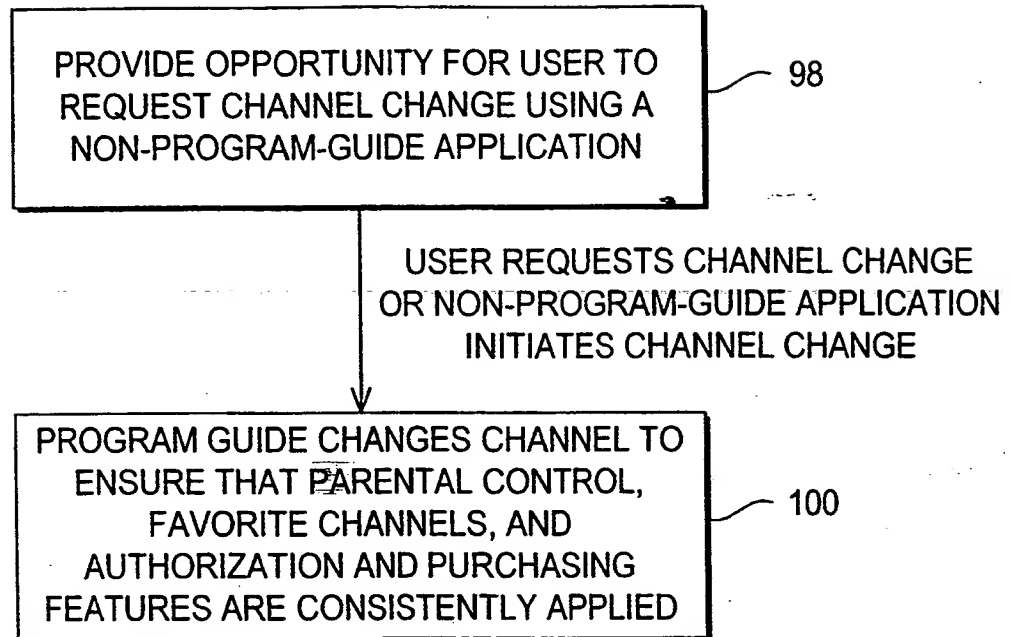 PROVIDE OPPORTUNITY FOR USER TO
REQUEST CHANNEL CHANGE USING A
NON-PROGRAM-GUIDE APPLICATION
98
USER REQUESTS CHANNEL CHANGE
OR NON-PROGRAM-GUIDE APPLICATION
INITIATES CHANNEL CHANGE
PROGRAM GUIDE CHANGES CHANNEL TO
ENSURE THAT PARENTAL CONTROL,
FAVORITE CHANNELS, AND
AUTHORIZATION AND PURCHASING
FEATURES ARE CONSISTENTLY APPLIED
100